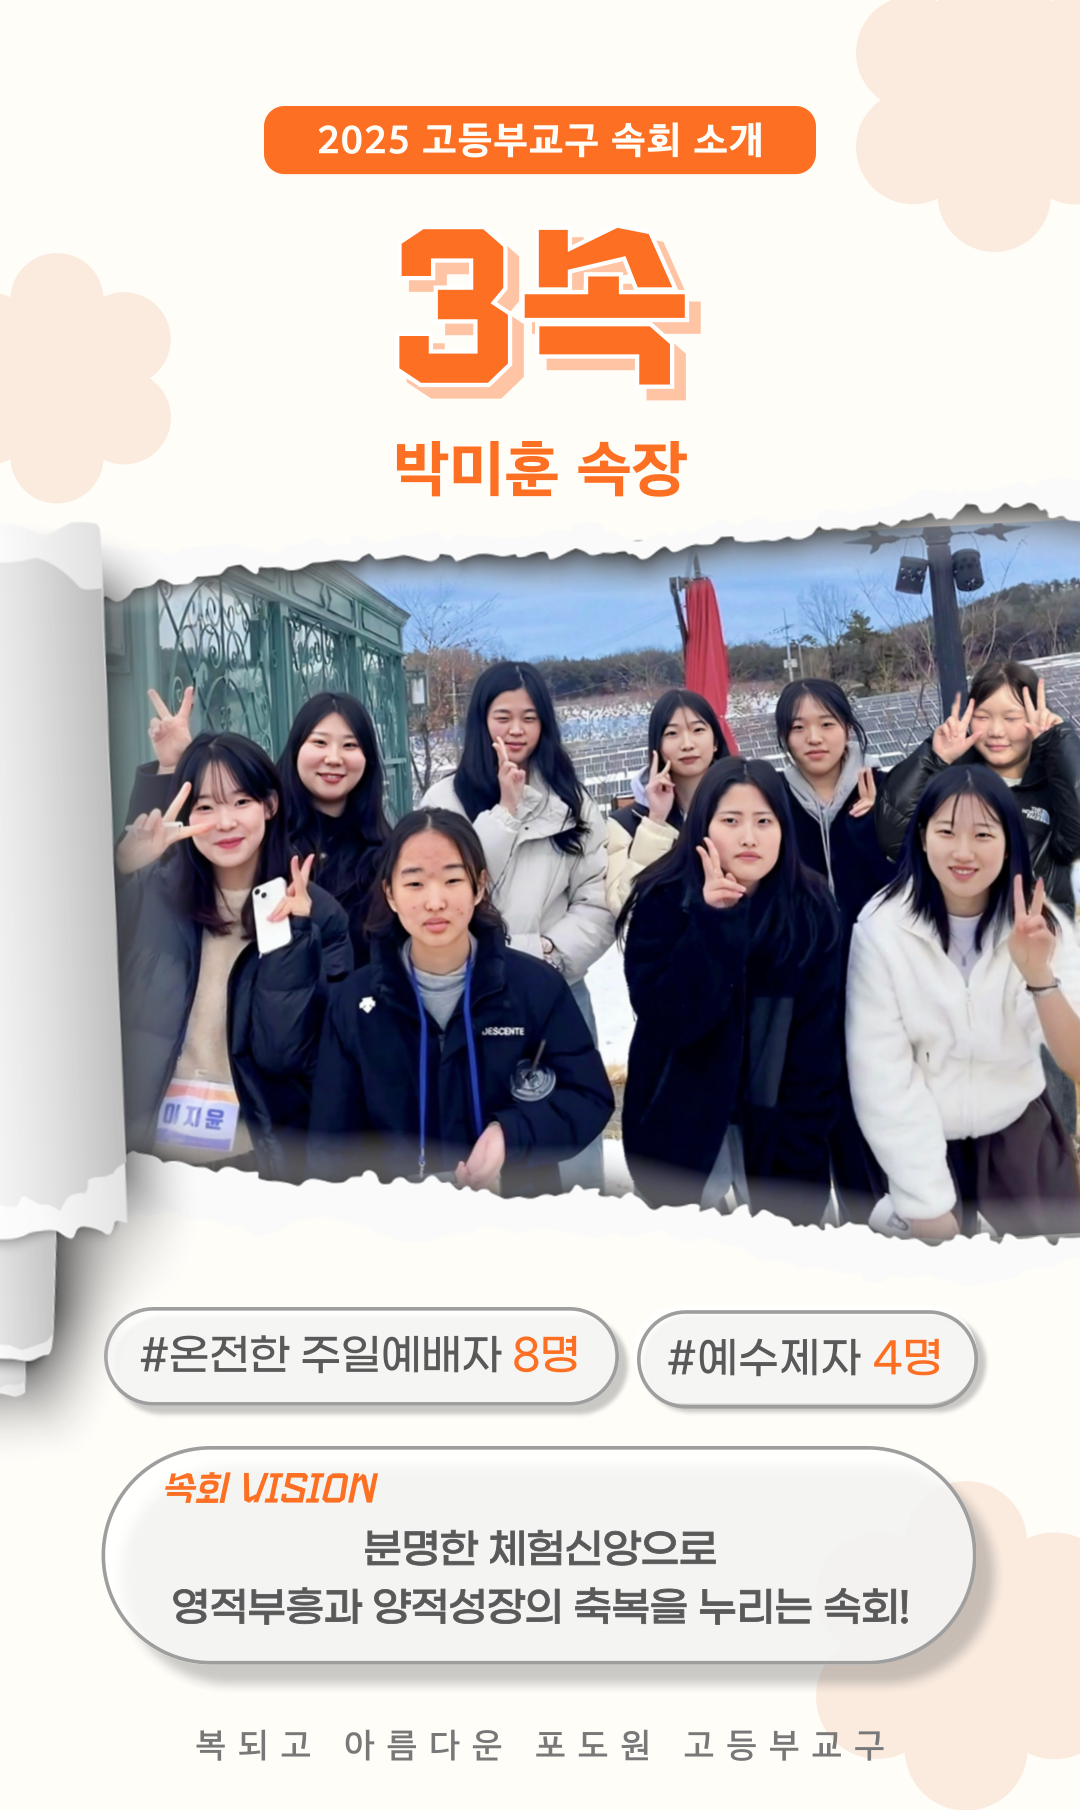 2025 고등부교구 속회 소개
3속
박미훈 속장
THE NORTH FACE
DESCENTE
이지윤
#온전한 주일예배자 8명
#예수제자 4명
속회 VISION
분명한 체험신앙으로
영적부흥과 양적성장의 축복을 누리는 속회!
복되고 아름다운 포도원 고등부교구